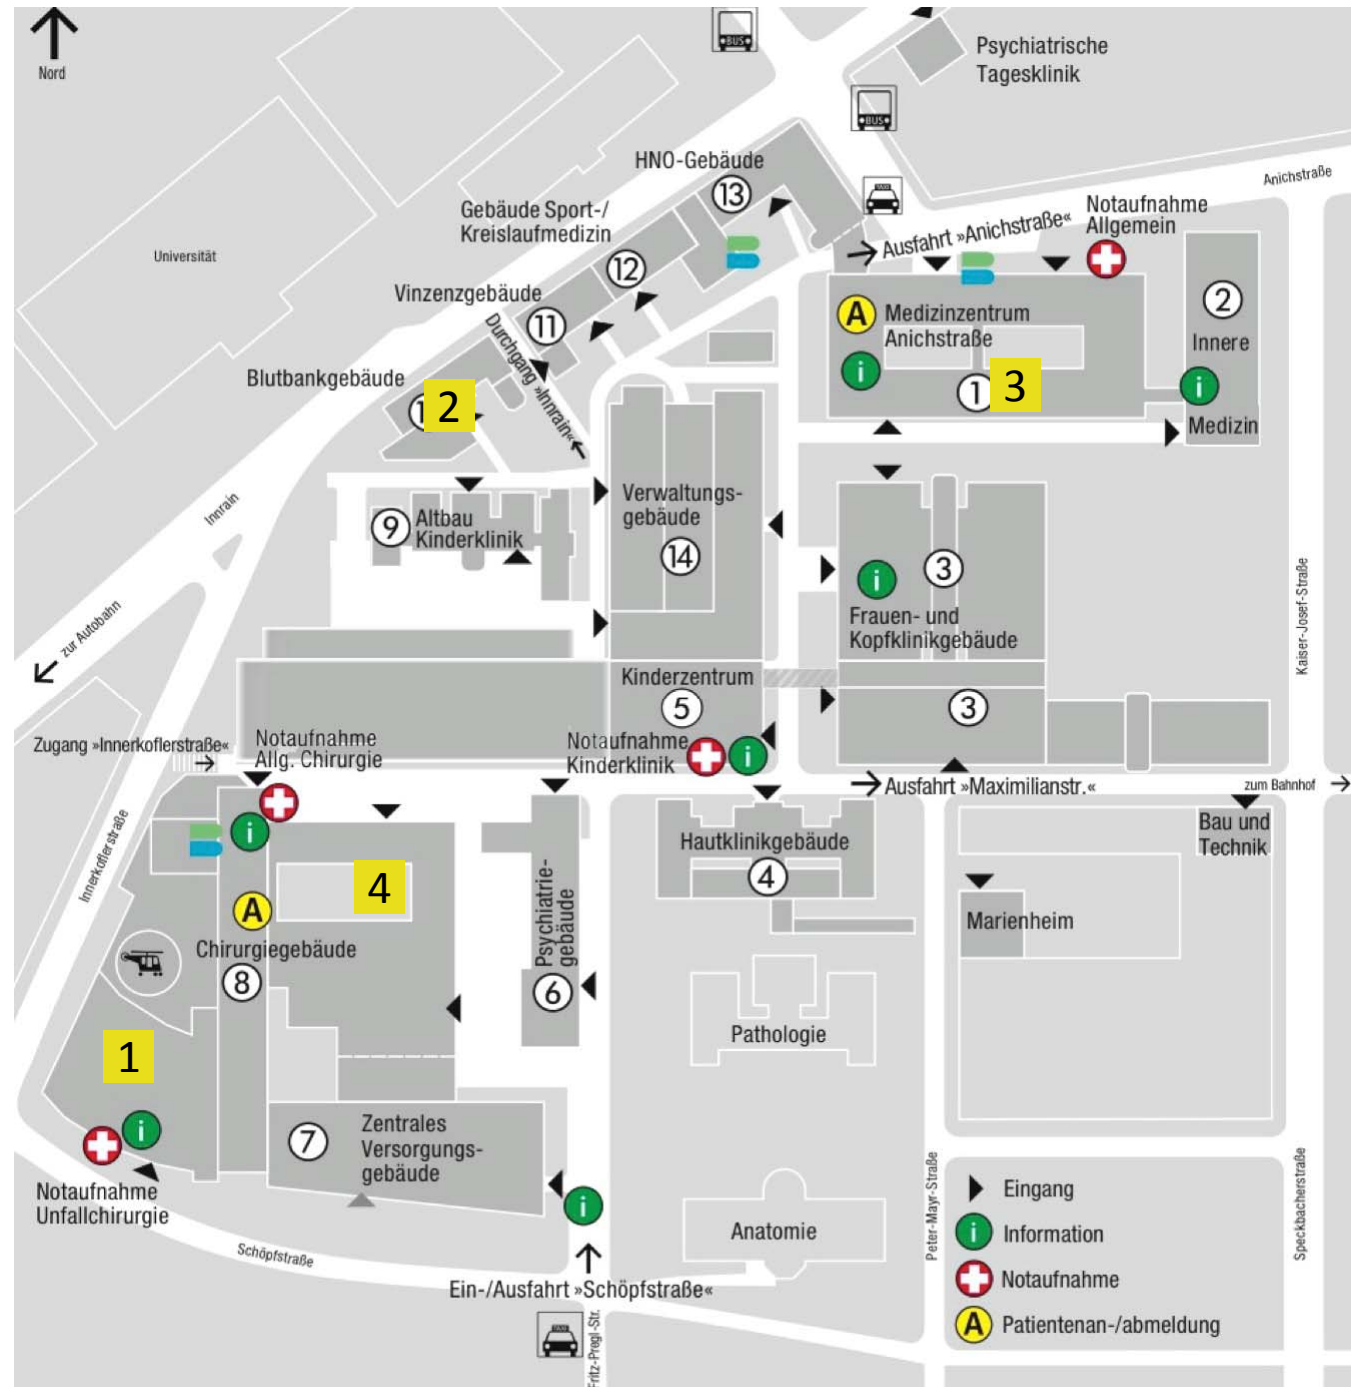 Nord
BUS
Psychiatrische
Tagesklinik
BUS
HNO-Gebäude
13
TAXI
Anichstraße
Gebäude Sport-/
Kreislaufmedizin
Notaufnahme
Allgemein
Ausfahrt »Anichstraße«
Universität
12
Vinzenzgebäude
11
A
Medizinzentrum
Anichstraße
i
1
3
2
Innere
i
Medizin
Durchgang »Innrain«
Blutbankgebäude
1
2
Innrain
9
Altbau
Kinderklinik
Verwaltungs-
gebäude
14
i
3
Frauen- und
Kopfklinikgebäude
Kaiser-Josef-Straße
zur Autobahn
Kinderzentrum
5
3
Zugang »Innerkoflerstraße«
Notaufnahme
Allg. Chirurgie
Notaufnahme
Kinderklinik
i
Ausfahrt »Maximilianstr.«
zum Bahnhof
Innerkoflerstraße
i
4
A
Chirurgiegebäude
8
Psychiatrie-
gebäude
6
Hautklinikgebäude
4
Bau und
Technik
Marienheim
Pathologie
1
i
Notaufnahme
Unfallchirurgie
7
Zentrales
Versorgungs-
gebäude
i
Schöpfstraße
Ein-/Ausfahrt »Schöpfstraße«
TAXI
Fritz-Pregl-Str.
Anatomie
Peter-Mayr-Straße
Speckbacherstraße
Eingang
i Information
Notaufnahme
A Patientenan-/abmeldung